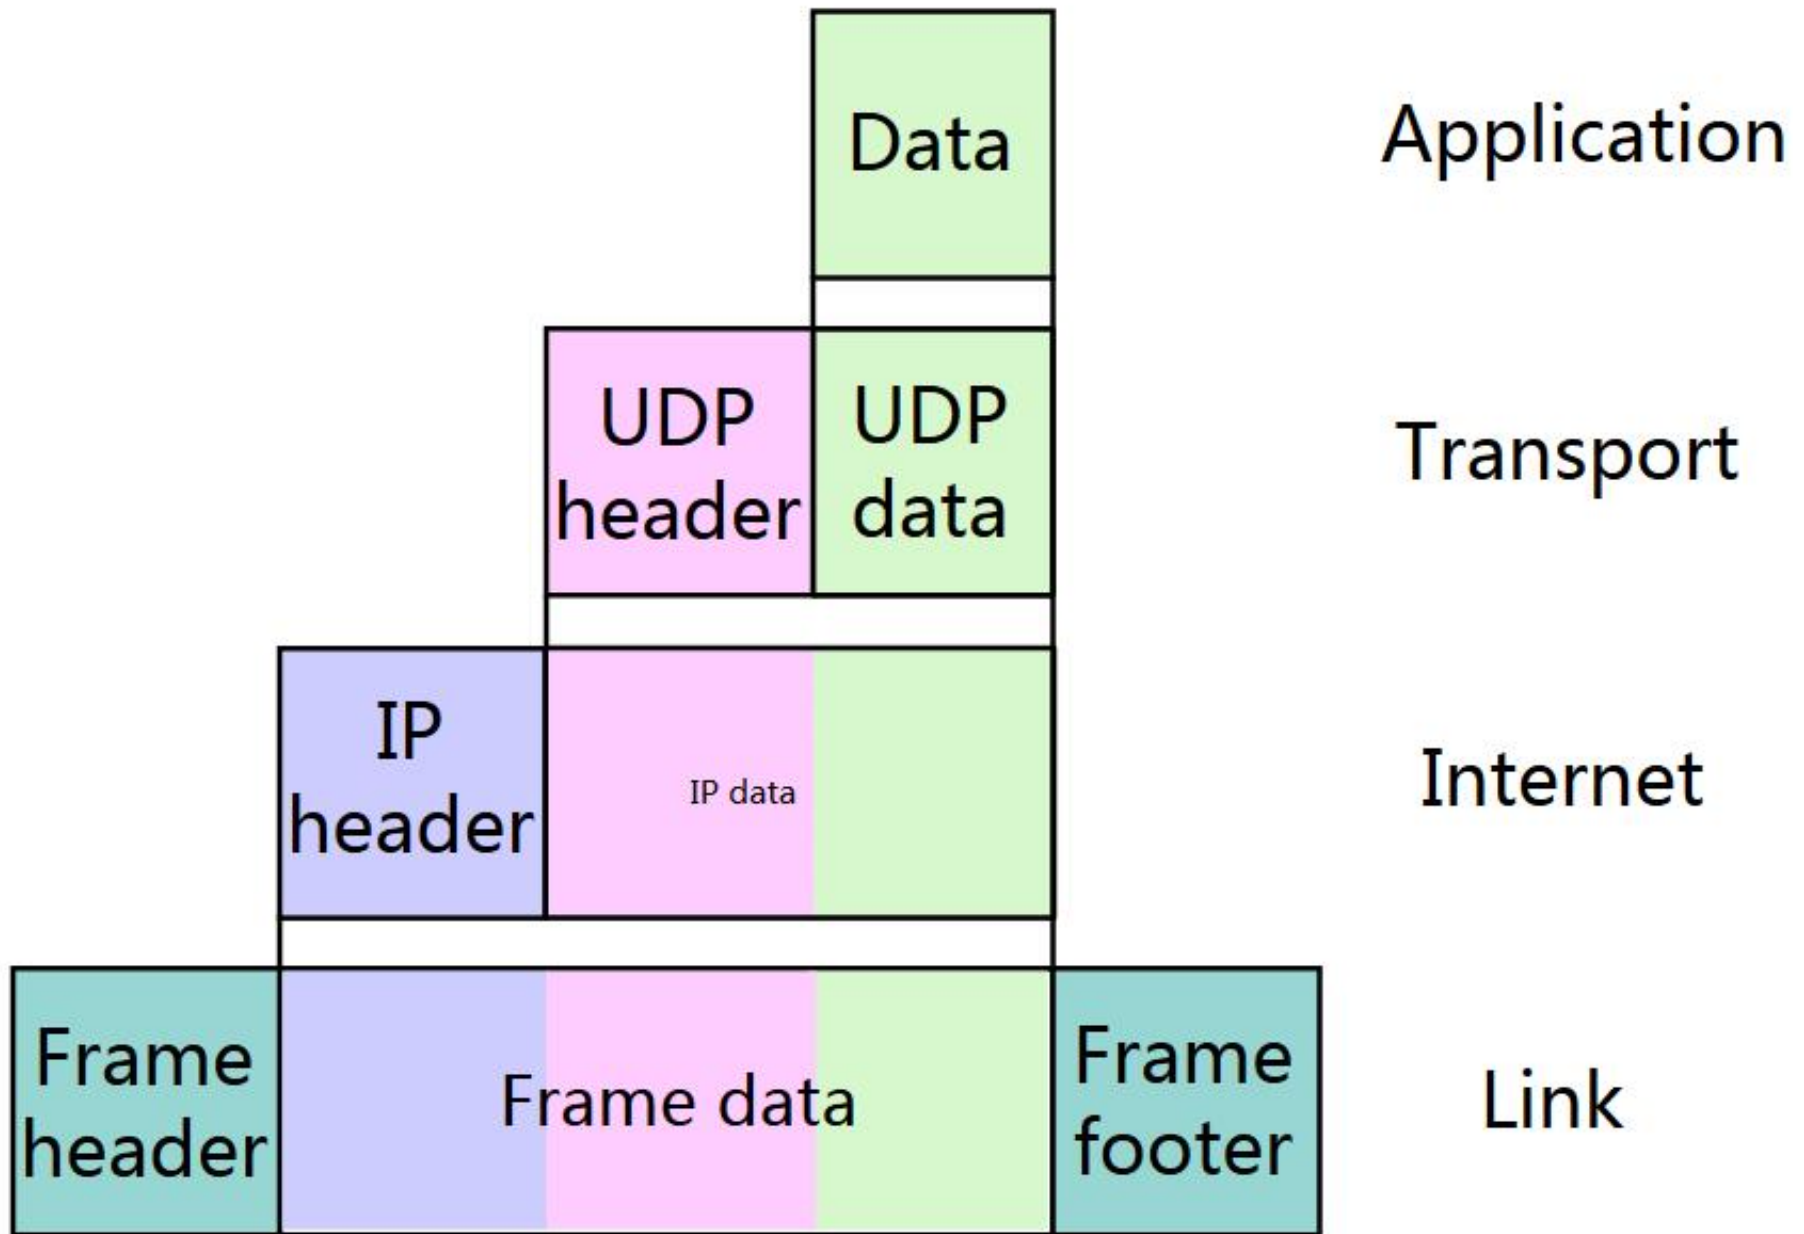 Data
Application
UDP
header
UDP
data
Transport
IP
header
IP data
Internet
Frame
header
Frame data
Frame
footer
Link